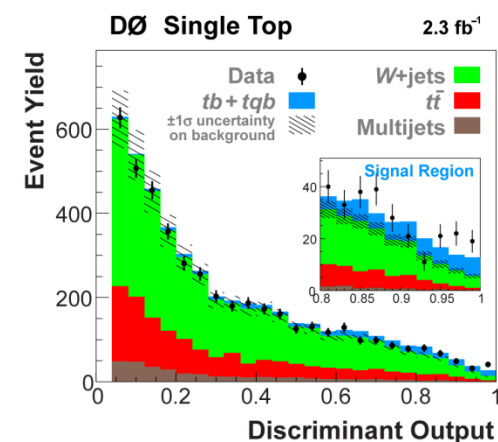 DØ Single Top 2.3 fb⁻¹
Event Yield
Data
tb + tqb
±1σ uncertainty
on background
W+jets
tt̄
Multijets
Signal Region
40
20
0
0.8 0.85 0.9 0.95 1
600
400
200
0
0 0.2 0.4 0.6 0.8 1
Discriminant Output